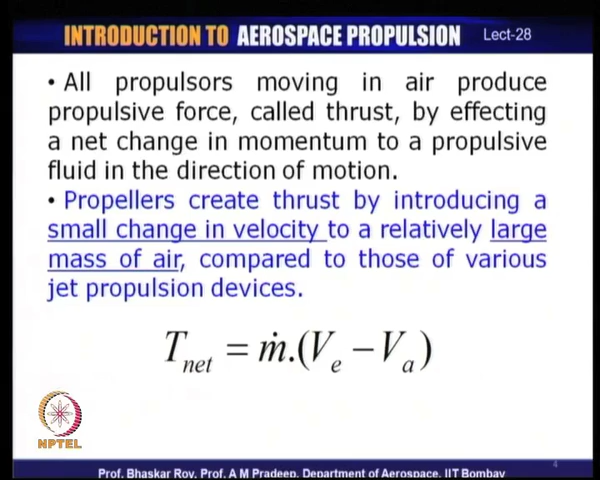 INTRODUCTION TO AEROSPACE PROPULSION Lect-28
• All propulsors moving in air produce
propulsive force, called thrust, by effecting
a net change in momentum to a propulsive
fluid in the direction of motion.
• Propellers create thrust by introducing a
small change in velocity to a relatively large
mass of air, compared to those of various
jet propulsion devices.
T_net = ṁ.(V_e − V_a)
NPTEL
4
Prof. Bhaskar Roy, Prof. A M Pradeep, Department of Aerospace, IIT Bombay